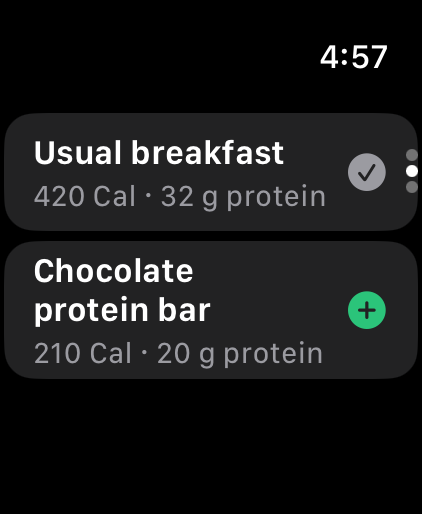 4:57
Usual breakfast
420 Cal · 32 g protein
Chocolate
protein bar
210 Cal · 20 g protein